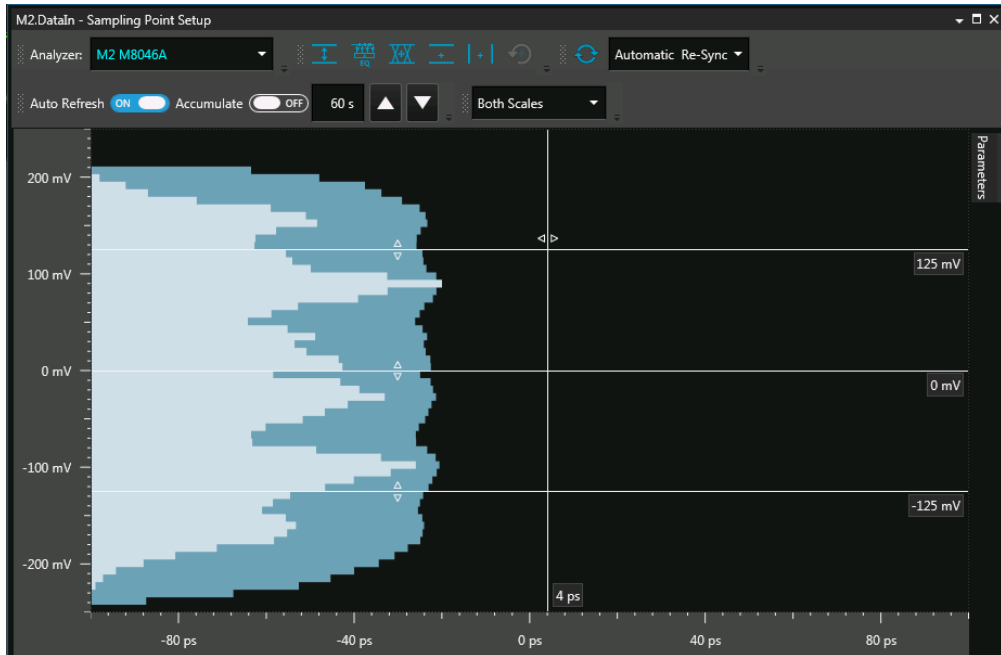 M2.DataIn - Sampling Point Setup
Analyzer: M2 M8046A EQ Automatic Re-Sync
Auto Refresh ON Accumulate OFF 60 s Both Scales
Parameters
200 mV
125 mV
100 mV
0 mV
0 mV
-100 mV
-125 mV
-200 mV
4 ps
-80 ps -40 ps 0 ps 40 ps 80 ps